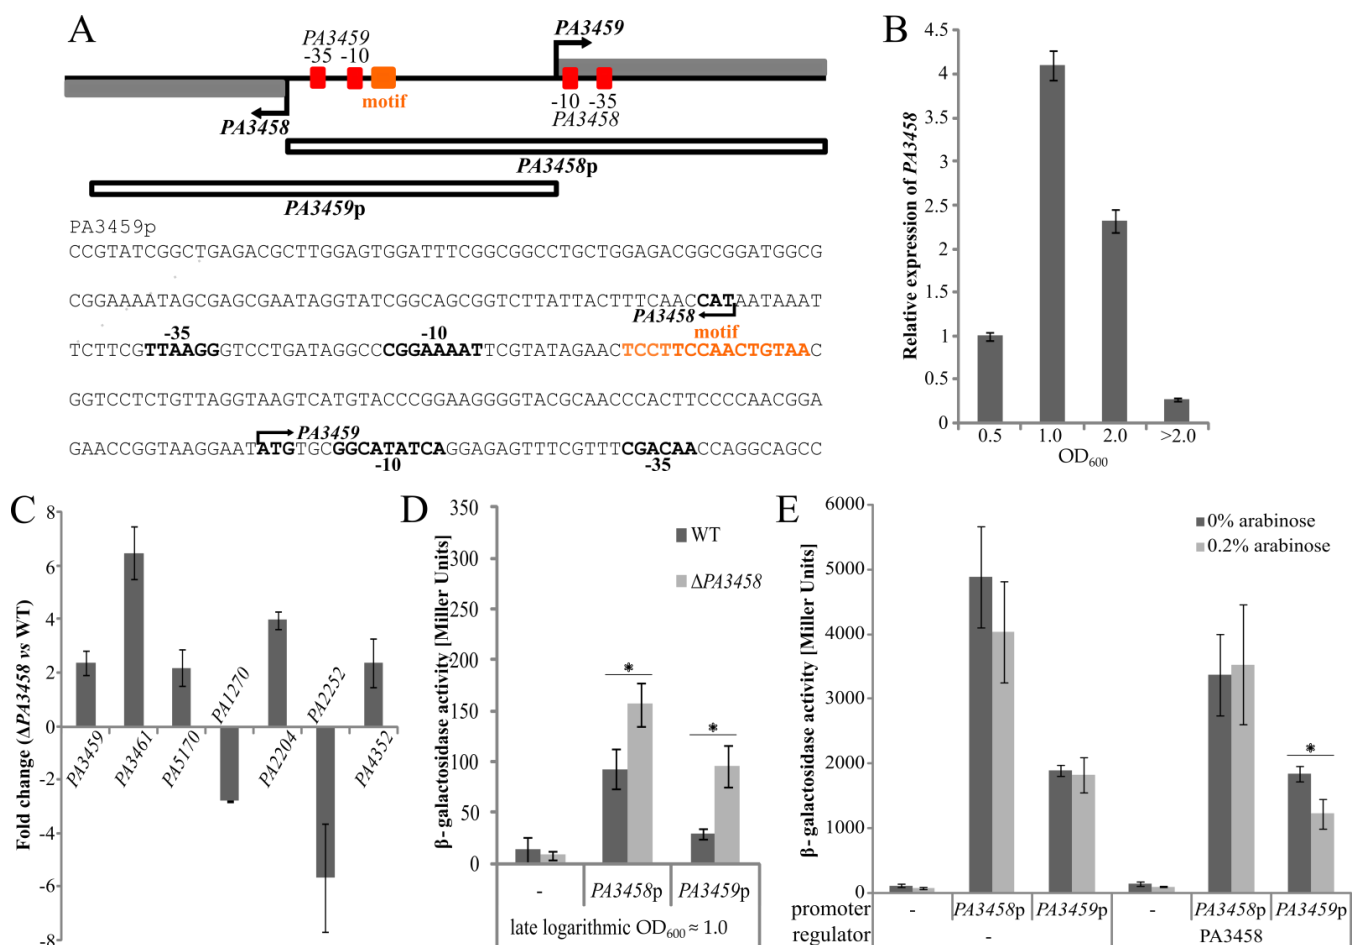 A
PA3459
-35 -10
PA3459
motif
-10 -35
PA3458
PA3458
PA3458p
PA3459p
PA3459p
CCGTATCGGCTGAGACGCTTGGAGTGGATTTCGGCGGCCTGCTGGAGACGGCGGATGGCG
CGGAAAATAGCGAGCGAATAGGTATCGGCAGCGGTCTTATTACTTTCAACCATAATAAAT
PA3458
-35 -10 motif
TCTTCGTTAAGGGTCCTGATAGGCCCGGAAAATTCGTATAGAACTCCTTCCAACTGTAAC
GGTCCTCTGTTAGGTAAGTCATGTACCCGGAAGGGGTACGCAACCCACTTCCCCAACGGA
PA3459
GAACCGGTAAGGAATATGTGCGGCATATCAGGAGAGTTTCGTTTCGACAACCAGGCAGCC
-10 -35
B
Relative expression of PA3458
4.5
4
3.5
3
2.5
2
1.5
1
0.5
0
0.5 1.0 2.0 >2.0
OD600
C
Fold change (ΔPA3458 vs WT)
8
6
4
2
0
-2
-4
-6
-8
PA3459
PA3461
PA5170
PA1270
PA2204
PA2252
PA4352
D
β-galactosidase activity [Miller Units]
350
300
250
200
150
100
50
0
WT
ΔPA3458
*
*
- PA3458p PA3459p
late logarithmic OD600 ≈ 1.0
E
β-galactosidase activity [Miller Units]
6000
5000
4000
3000
2000
1000
0
0% arabinose
0.2% arabinose
*
promoter - PA3458p PA3459p - PA3458p PA3459p
regulator - PA3458